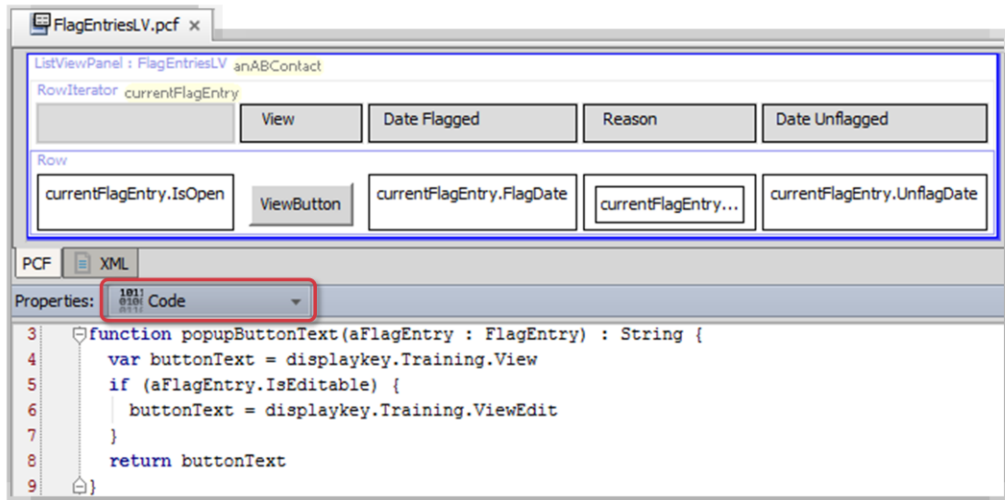 FlagEntriesLV.pcf ×
ListViewPanel : FlagEntriesLV anABContact
RowIterator currentFlagEntry
View Date Flagged Reason Date Unflagged
Row
currentFlagEntry.IsOpen ViewButton currentFlagEntry.FlagDate currentFlagEntry... currentFlagEntry.UnflagDate
PCF XML
Properties: Code
3 function popupButtonText(aFlagEntry : FlagEntry) : String {
4 var buttonText = displaykey.Training.View
5 if (aFlagEntry.IsEditable) {
6 buttonText = displaykey.Training.ViewEdit
7 }
8 return buttonText
9 }